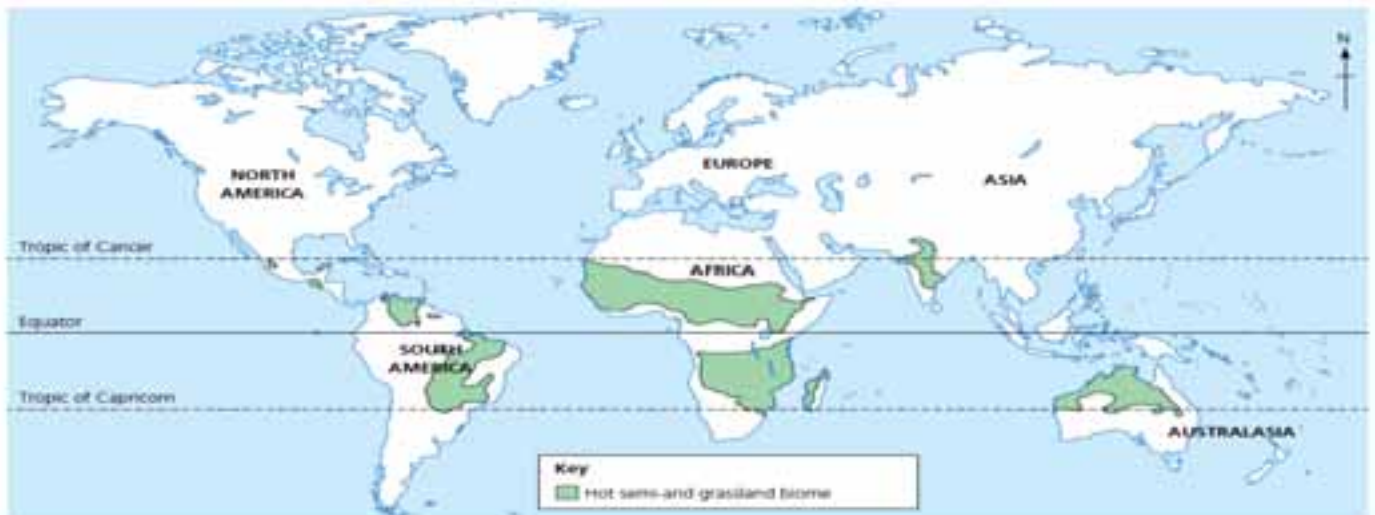 N
NORTH
AMERICA
EUROPE
ASIA
Tropic of Cancer
AFRICA
Equator
SOUTH
AMERICA
Tropic of Capricorn
AUSTRALASIA
Key
Hot semi-arid grassland biome